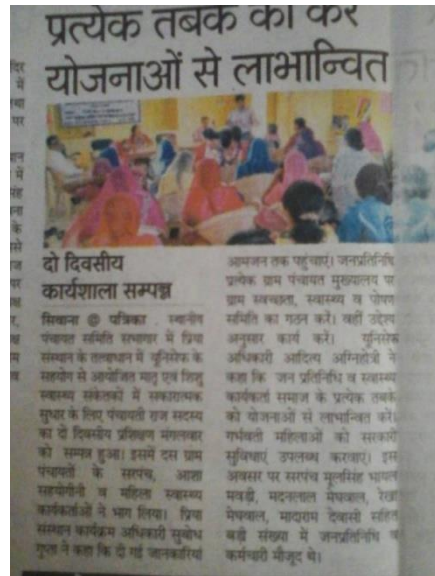 प्रत्येक तबके को करें
योजनाओं से लाभान्वित
दो दिवसीय
कार्यशाला सम्पन्न
सिवाना @ पत्रिका. स्थानीय
पंचायत समिति सभागार में प्रिया
संस्थान के तत्वाधान में यूनिसेफ के
सहयोग से आयोजित मातृ एवं शिशु
स्वास्थ्य संकेतकों में सकारात्मक
सुधार के लिए पंचायती राज सदस्य
का दो दिवसीय प्रशिक्षण मंगलवार
को सम्पन्न हुआ। इसमें दस ग्राम
पंचायतों के सरपंच, आशा
सहयोगीनी व महिला स्वास्थ्य
कार्यकर्ताओं ने भाग लिया। प्रिया
संस्थान कार्यक्रम अधिकारी सुबोध
गुप्ता ने कहा कि दी गई जानकारियां
आमजन तक पहुंचाएं। जनप्रतिनिधि
प्रत्येक ग्राम पंचायत मुख्यालय पर
ग्राम स्वच्छता, स्वास्थ्य व पोषण
समिति का गठन करें। वहीं उद्देश्य
अनुसार कार्य करें। यूनिसेफ
अधिकारी आदित्य अग्निहोत्री ने
कहा कि जन प्रतिनिधि व स्वास्थ्य
कार्यकर्ता समाज के प्रत्येक तबके
को योजनाओं से लाभान्वित करें।
गर्भवती महिलाओं को सरकारी
सुविधाएं उपलब्ध करवाएं। इस
अवसर पर सरपंच मूलसिंह भायल
मवड़ी, मदनलाल मेघवाल, रेखा
मेघवाल, मादाराम देवासी सहित
बड़ी संख्या में जनप्रतिनिधि व
कर्मचारी मौजूद थे।